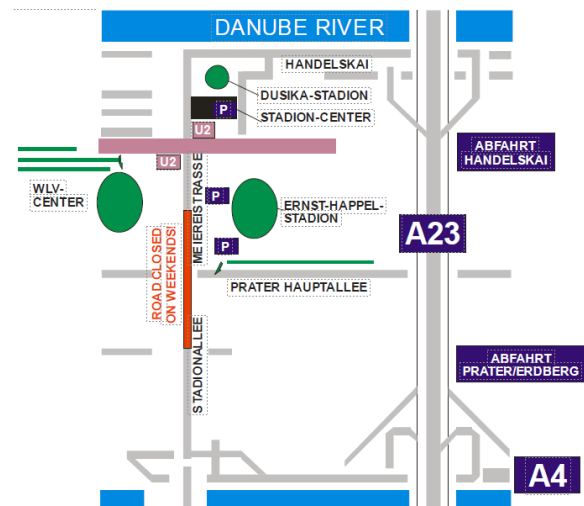 DANUBE RIVER
HANDELSKAI
DUSIKA-STADION
P
STADION-CENTER
U2
U2
ABFAHRT
HANDELSKAI
WLV-
CENTER
MEIEREISTRASSE
P
ERNST-HAPPEL-
STADION
A23
P
ROAD CLOSED
ON WEEKENDS!
PRATER HAUPTALLEE
STADIONALLEE
ABFAHRT
PRATER/ERDBERG
A4